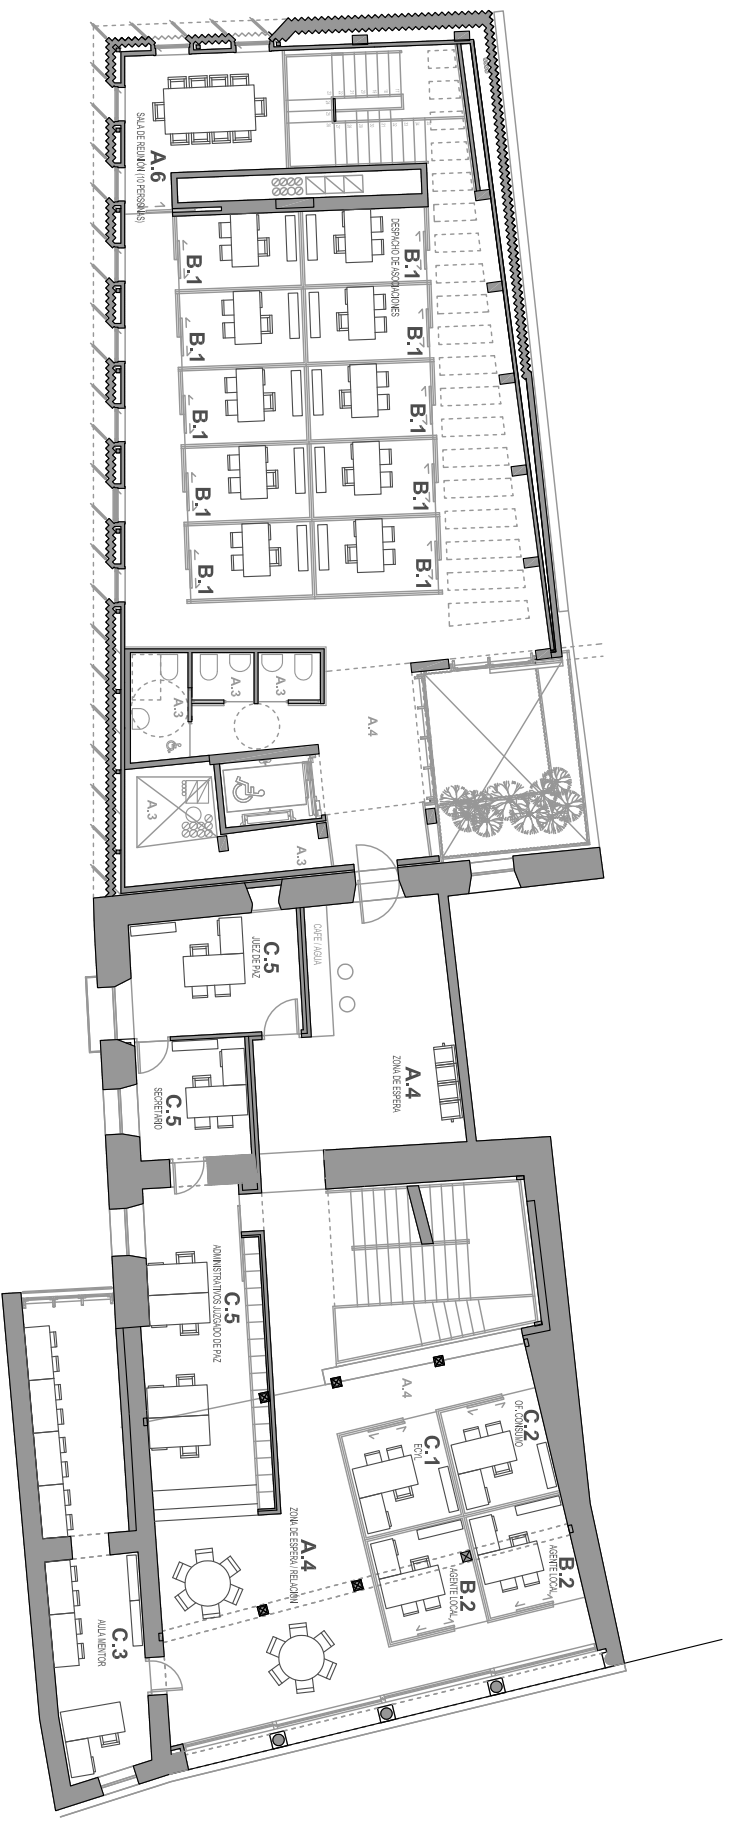 A.6
SALA DE REUNIÓN (10 PERSONAS)
B.1
B.1
DESPACHO DE ASOCIACIONES
B.1
B.1
B.1
B.1
B.1
B.1
B.1
B.1
A.3
A.3
A.3
A.4
A.3
A.3
C.5
JUEZ DE PAZ
CAFE / AGUA
A.4
ZONA DE ESPERA
C.5
SECRETARIO
C.5
ADMINISTRATIVOS JUZGADO DE PAZ
A.4
C.2
OF. CONSUMO
C.1
ECYL
A.4
ZONA DE ESPERA / RELACIÓN
B.2
AGENTE LOCAL
B.2
AGENTE LOCAL
C.3
AULA MENTOR